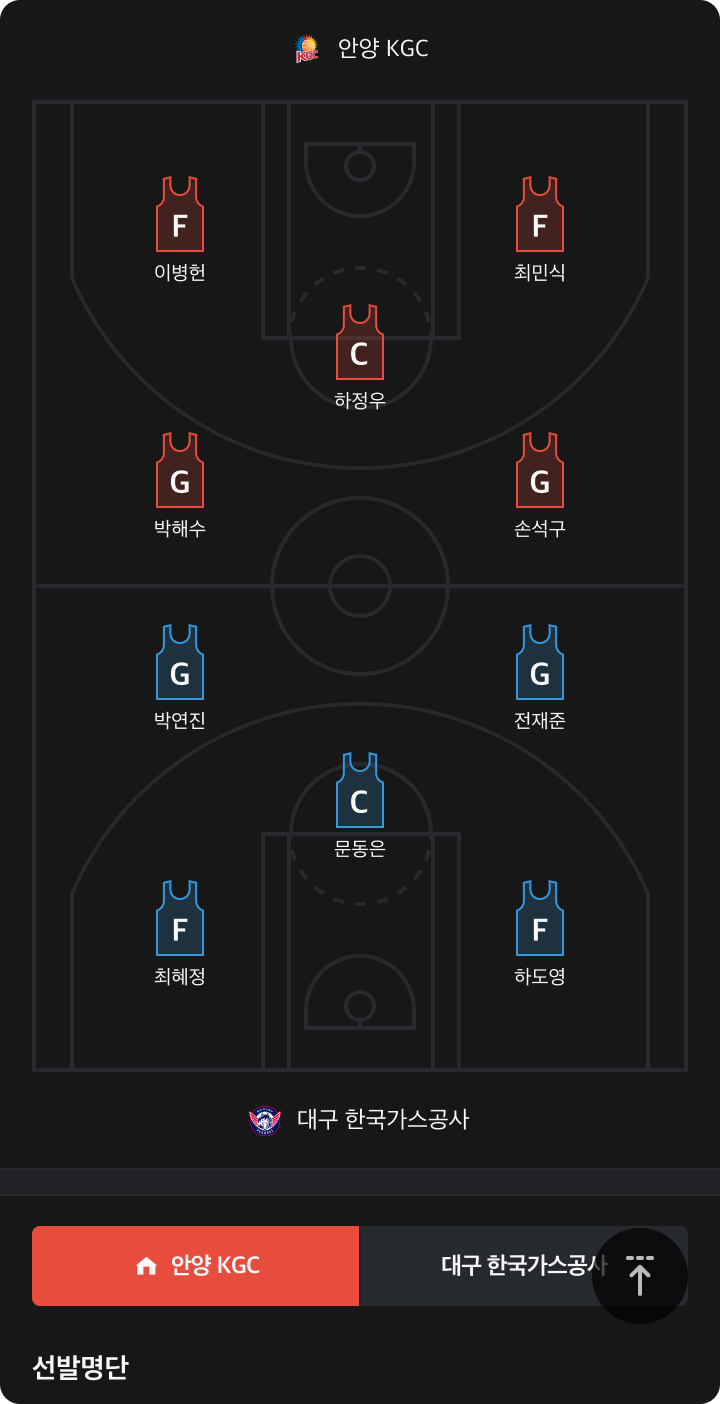 KGC
안양 KGC
F
F
이병헌
최민식
C
하정우
G
G
박해수
손석구
G
G
박연진
전재준
C
문동은
F
F
최혜정
하도영
대구 한국가스공사
안양 KGC
대구 한국가스공사
선발명단